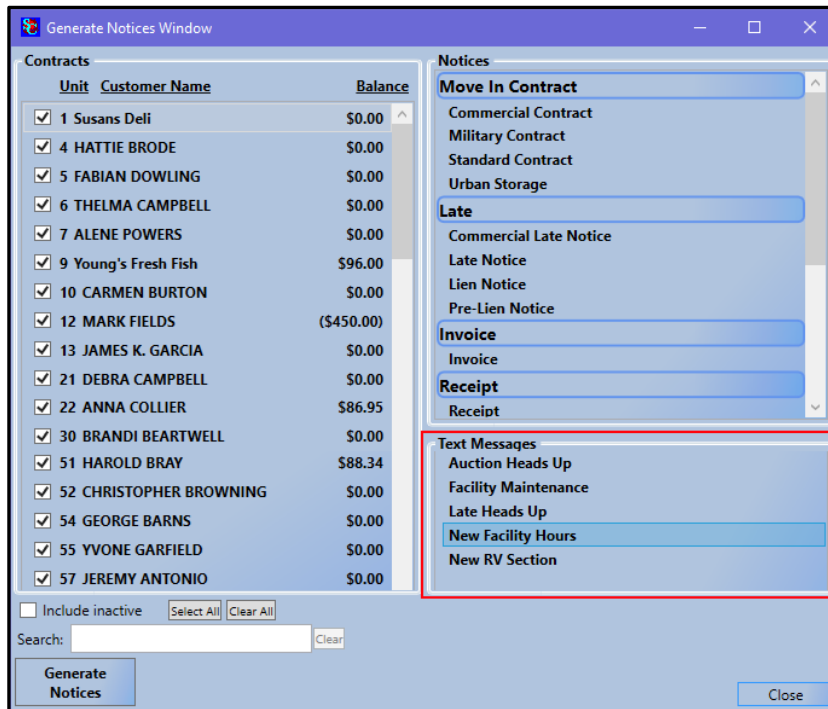 Generate Notices Window
Contracts
Unit Customer Name Balance
1 Susans Deli $0.00
4 HATTIE BRODE $0.00
5 FABIAN DOWLING $0.00
6 THELMA CAMPBELL $0.00
7 ALENE POWERS $0.00
9 Young's Fresh Fish $96.00
10 CARMEN BURTON $0.00
12 MARK FIELDS ($450.00)
13 JAMES K. GARCIA $0.00
21 DEBRA CAMPBELL $0.00
22 ANNA COLLIER $86.95
30 BRANDI BEARTWELL $0.00
51 HAROLD BRAY $88.34
52 CHRISTOPHER BROWNING $0.00
54 GEORGE BARNS $0.00
55 YVONE GARFIELD $0.00
57 JEREMY ANTONIO $0.00
Include inactive Select All Clear All
Search: Clear
Generate
Notices
Notices
Move In Contract
Commercial Contract
Military Contract
Standard Contract
Urban Storage
Late
Commercial Late Notice
Late Notice
Lien Notice
Pre-Lien Notice
Invoice
Invoice
Receipt
Receipt
Text Messages
Auction Heads Up
Facility Maintenance
Late Heads Up
New Facility Hours
New RV Section
Close